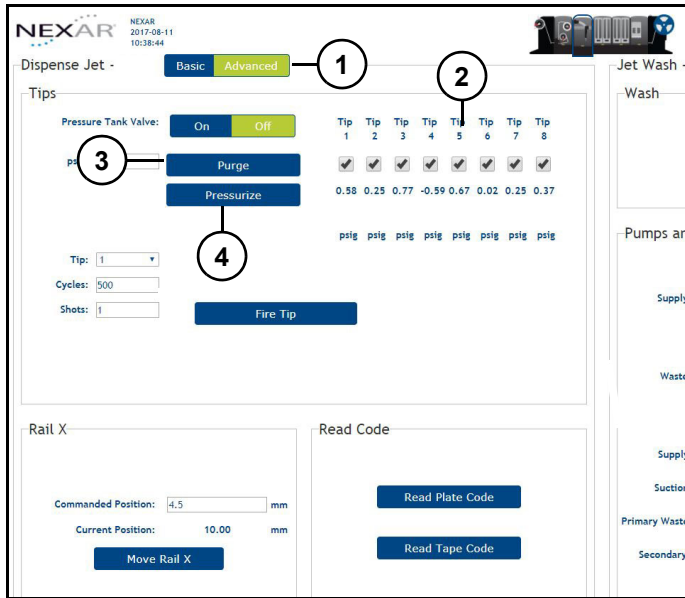 NEXAR
NEXAR
2017-08-11
10:38:44
Dispense Jet -
Basic Advanced
1
Jet Wash -
Tips
2
Wash
Pressure Tank Valve: On Off
Tip Tip Tip Tip Tip Tip Tip Tip
1 2 3 4 5 6 7 8
3
Purge
Pressurize
0.58 0.25 0.77 -0.59 0.67 0.02 0.25 0.37
4
psig psig psig psig psig psig psig psig
Pumps
Tip: 1
Cycles: 500
Shots: 1
Fire Tip
Supply
Waste
Rail X
Read Code
Supply
Suction
Primary Waste
Secondary
Commanded Position: 4.5 mm
Current Position: 10.00 mm
Move Rail X
Read Plate Code
Read Tape Code